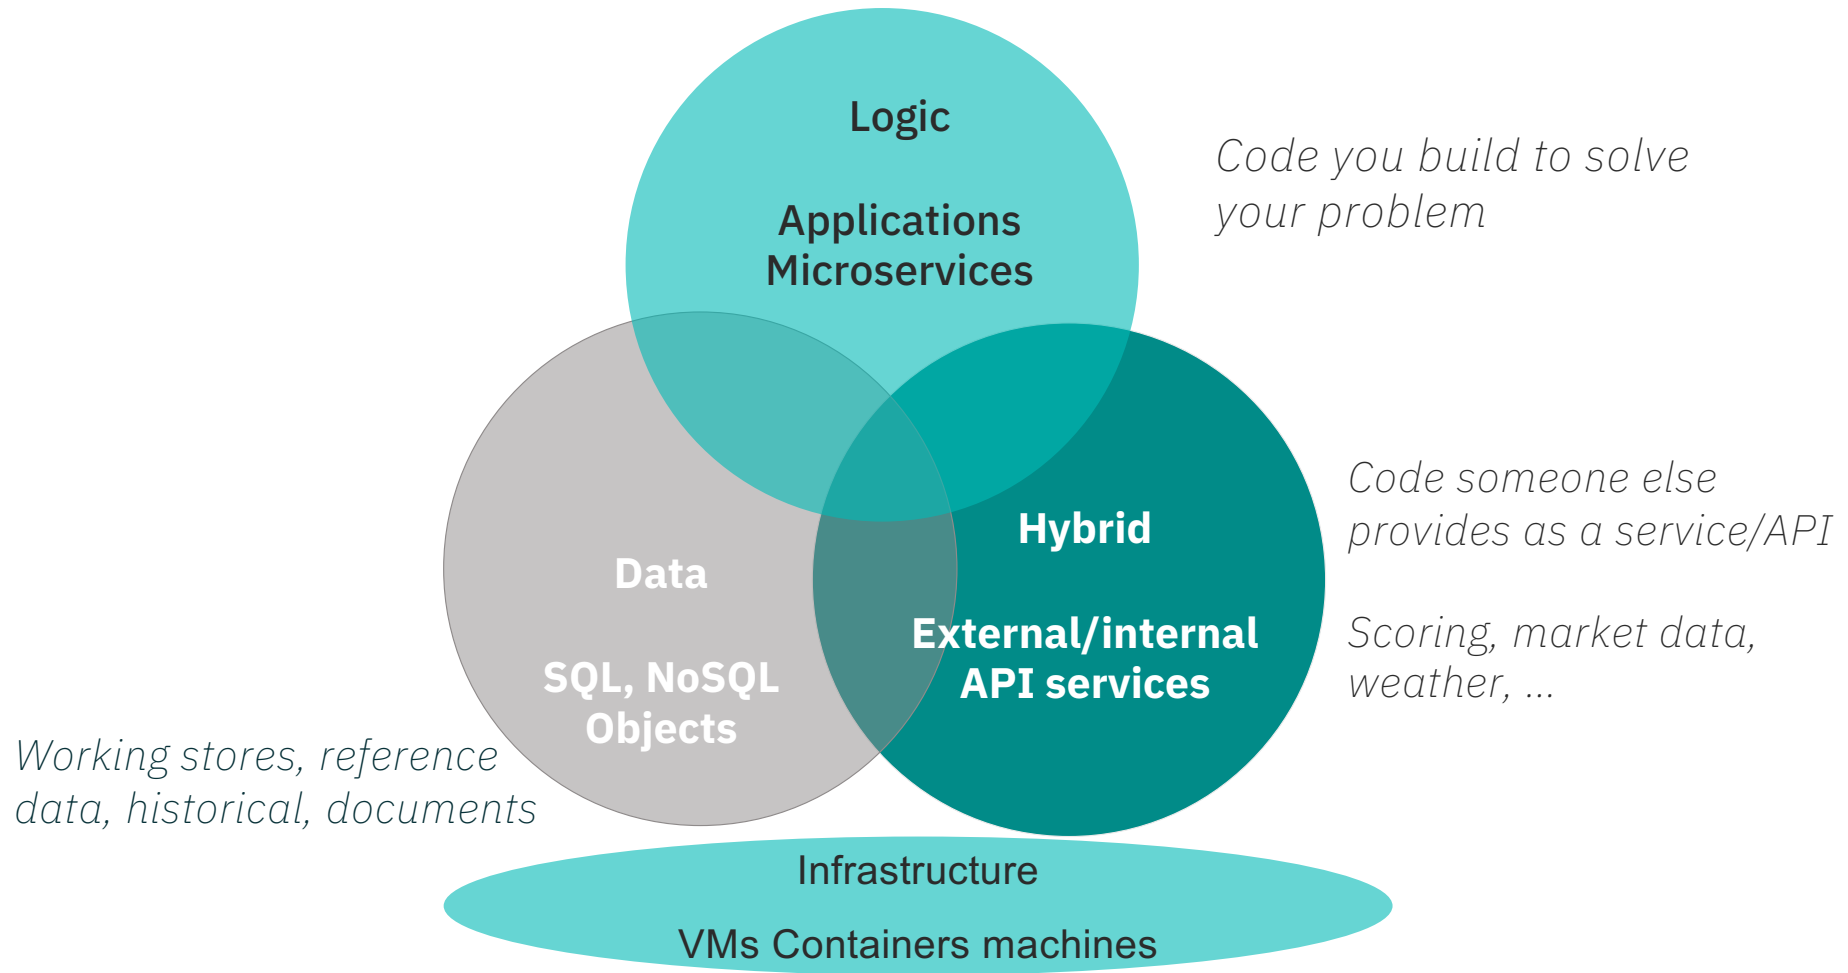 Logic
Applications
Microservices
Code you build to solve
your problem
Hybrid
External/internal
API services
Code someone else
provides as a service/API
Scoring, market data,
weather, ...
Data
SQL, NoSQL
Objects
Working stores, reference
data, historical, documents
Infrastructure
VMs Containers machines